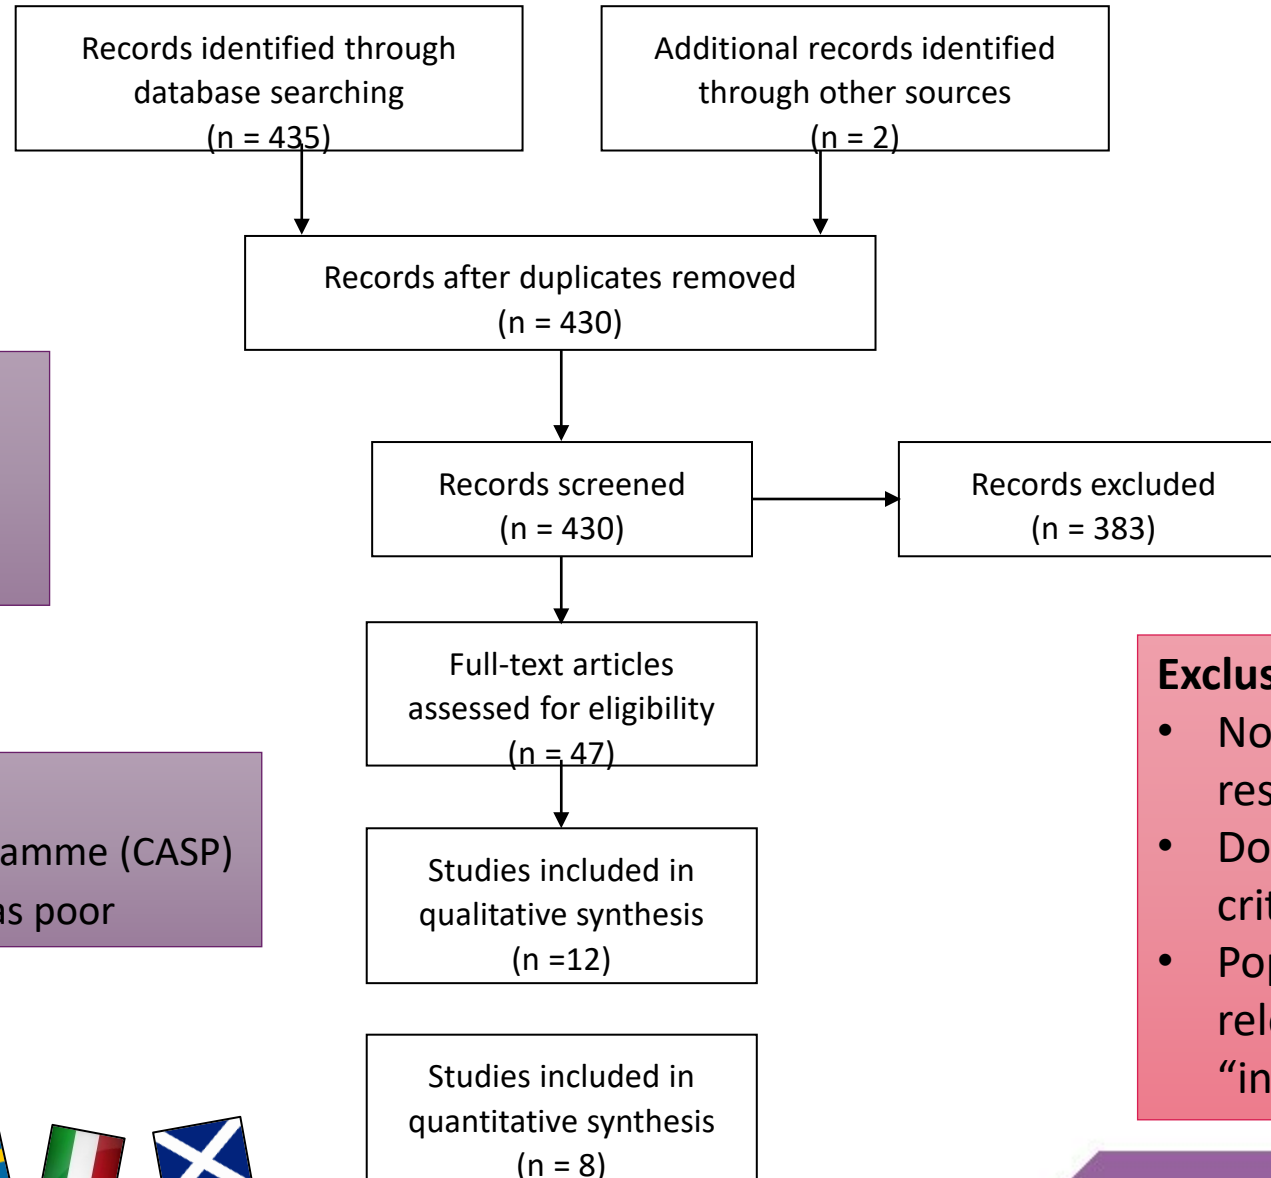 Records identified through
database searching
(n = 435)
Additional records identified
through other sources
(n = 2)
Records after duplicates removed
(n = 430)
Records screened
(n = 430)
Records excluded
(n = 383)
Full-text articles
assessed for eligibility
(n = 47)
(CASP)
as poor
Studies included in
qualitative synthesis
(n =12)
Studies included in
quantitative synthesis
(n = 8)
• No
•
•
“in